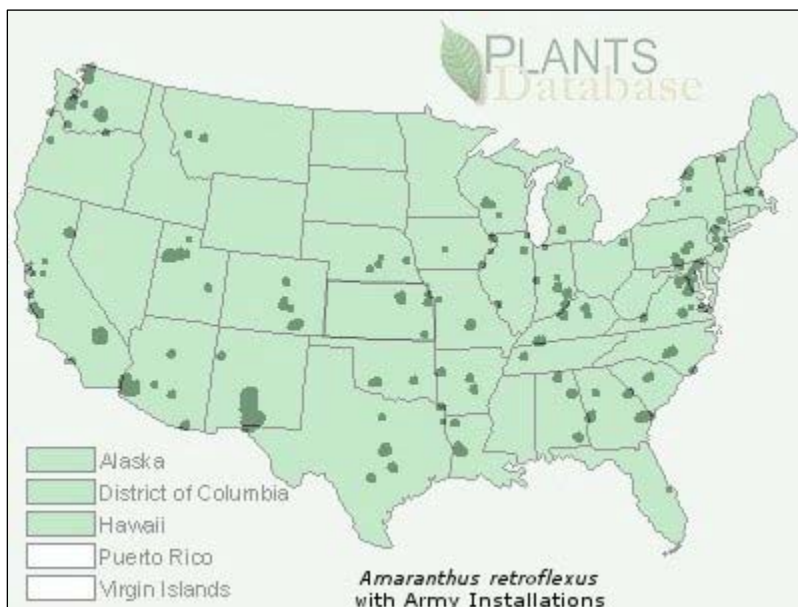 PLANTS
Database
Alaska
District of Columbia
Hawaii
Puerto Rico
Virgin Islands
Amaranthus retroflexus
with Army Installations